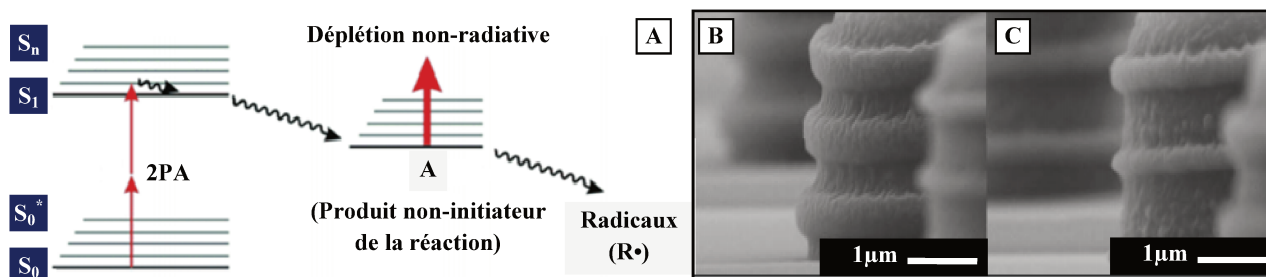 Sn
S1
2PA
S0*
S0
Déplétion non-radiative
A
(Produit non-initiateur
de la réaction)
Radicaux
(R•)
A
B
1µm
C
1µm